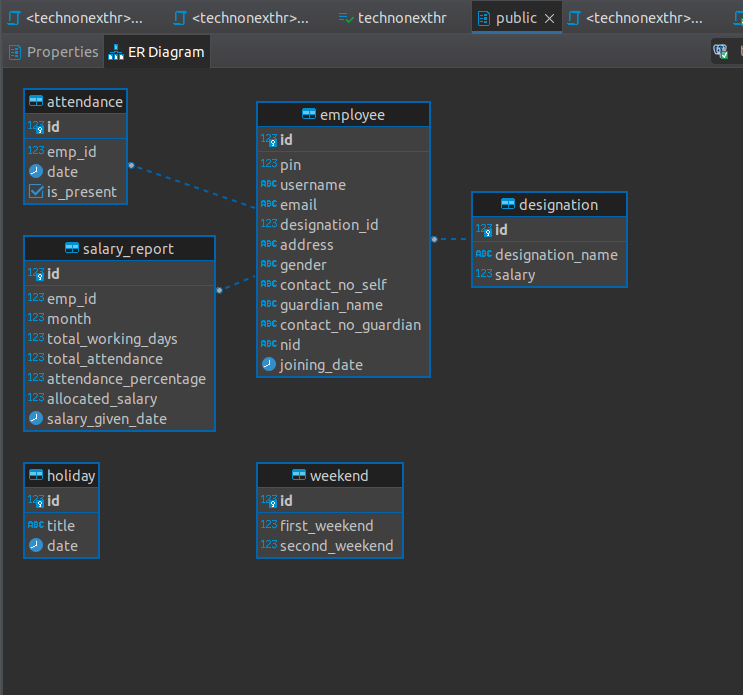 <technonexthr>...
<technonexthr>...
technonexthr
public
<technonexthr>...
Properties
ER Diagram
attendance
123 id
123 emp_id
date
is_present
employee
123 id
123 pin
ABC username
ABC email
123 designation_id
ABC address
ABC gender
ABC contact_no_self
ABC guardian_name
ABC contact_no_guardian
ABC nid
joining_date
designation
123 id
ABC designation_name
123 salary
salary_report
123 id
123 emp_id
123 month
123 total_working_days
123 total_attendance
123 attendance_percentage
123 allocated_salary
salary_given_date
holiday
123 id
ABC title
date
weekend
123 id
123 first_weekend
123 second_weekend